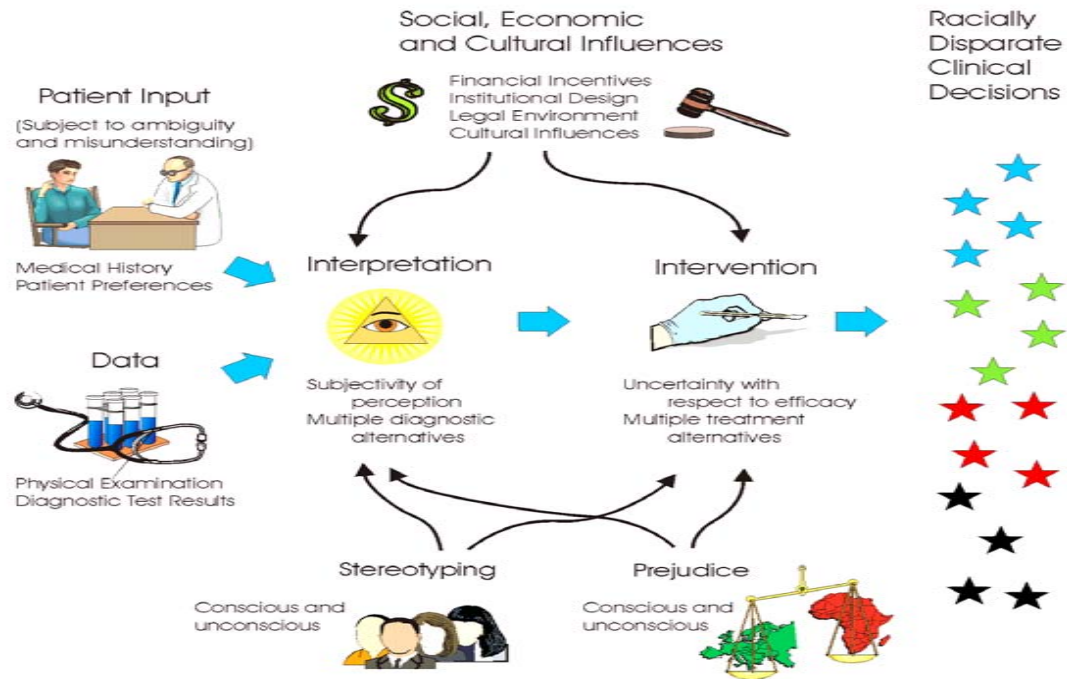 Social, Economic
and Cultural Influences
Financial Incentives
Institutional Design
Legal Environment
Cultural Influences
Racially
Disparate
Clinical
Decisions
Patient Input
(Subject to ambiguity
and misunderstanding)
Medical History
Patient Preferences
Data
Physical Examination
Diagnostic Test Results
Interpretation
Subjectivity of
perception
Multiple diagnostic
alternatives
Intervention
Uncertainty with
respect to efficacy
Multiple treatment
alternatives
Stereotyping
Conscious and
unconscious
Prejudice
Conscious and
unconscious